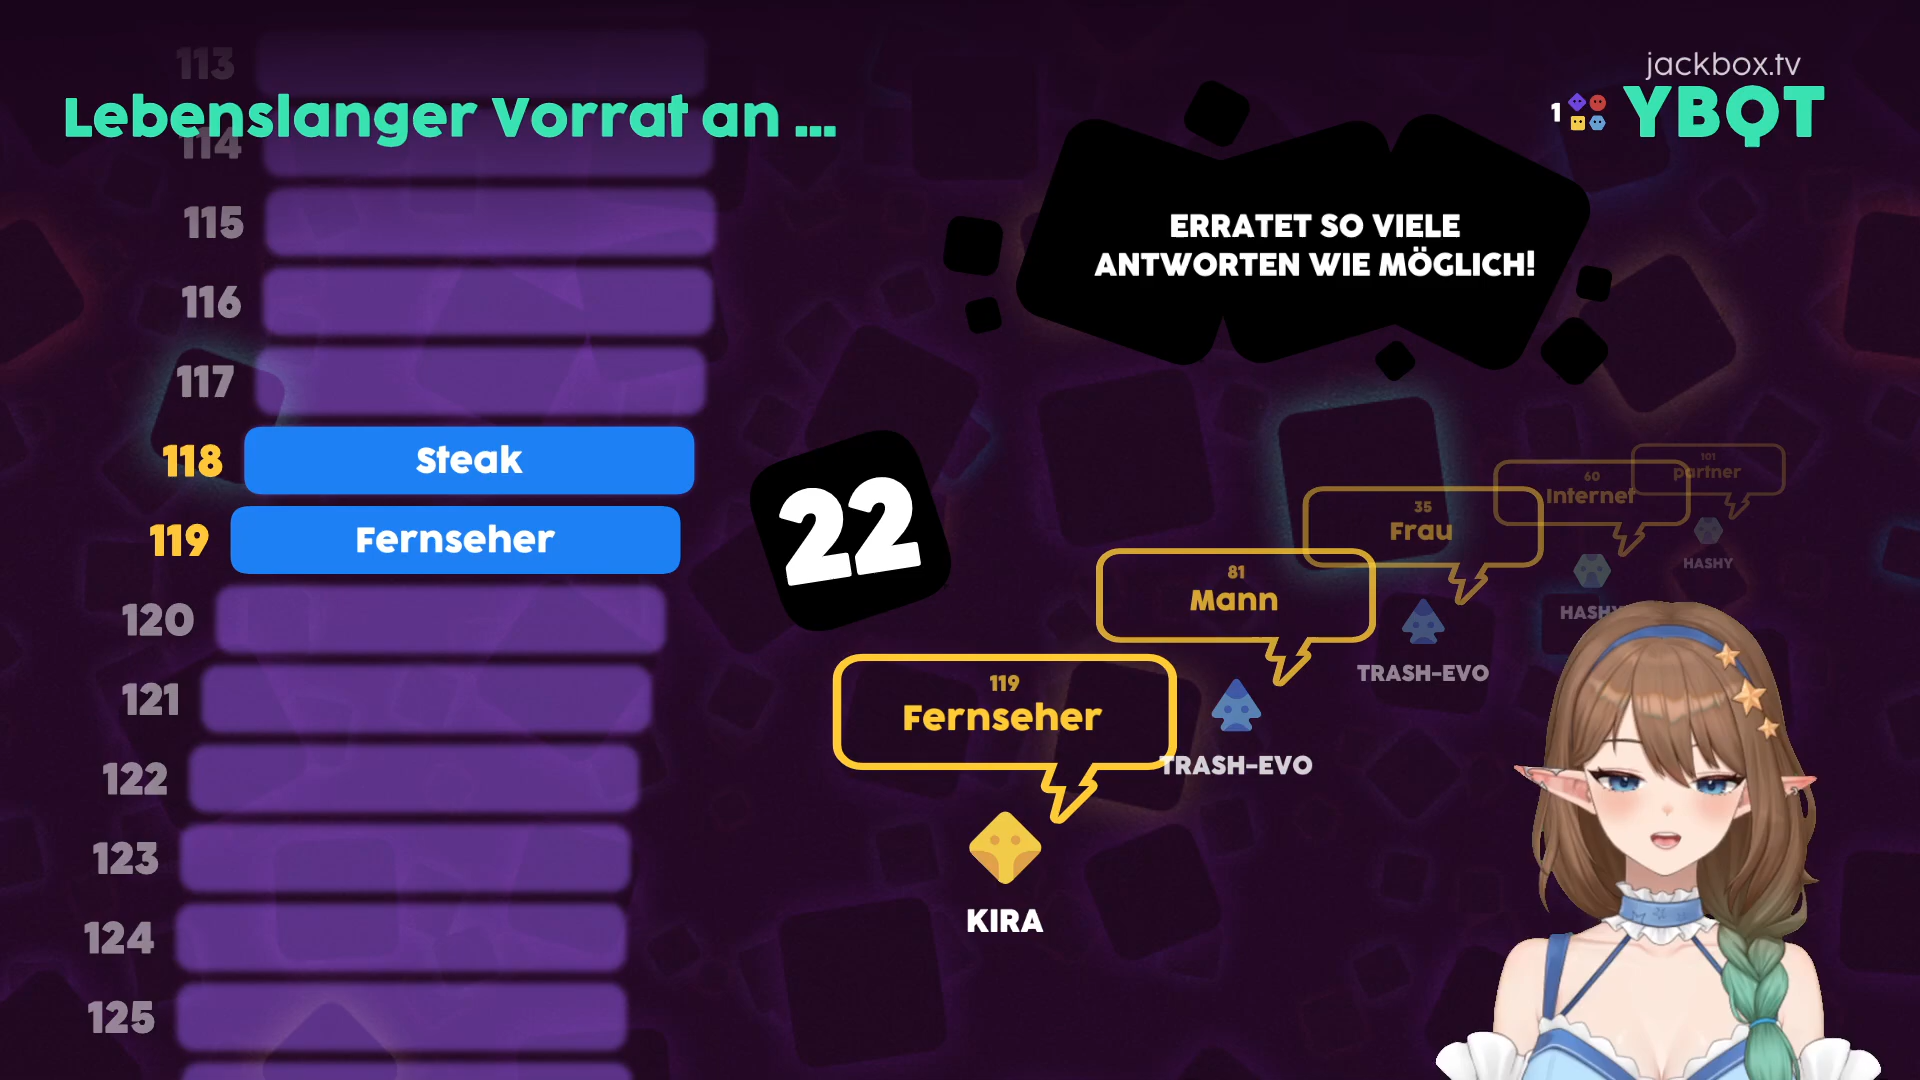 113
Lebenslanger Vorrat an ...
114
115
116
117
118 Steak
119 Fernseher
120
121
122
123
124
125
jackbox.tv
1 YBQT
ERRATET SO VIELE
ANTWORTEN WIE MÖGLICH!
22
119
Fernseher
KIRA
81
Mann
TRASH-EVO
35
Frau
TRASH-EVO
60
Internet
HASHY
101
partner
HASHY